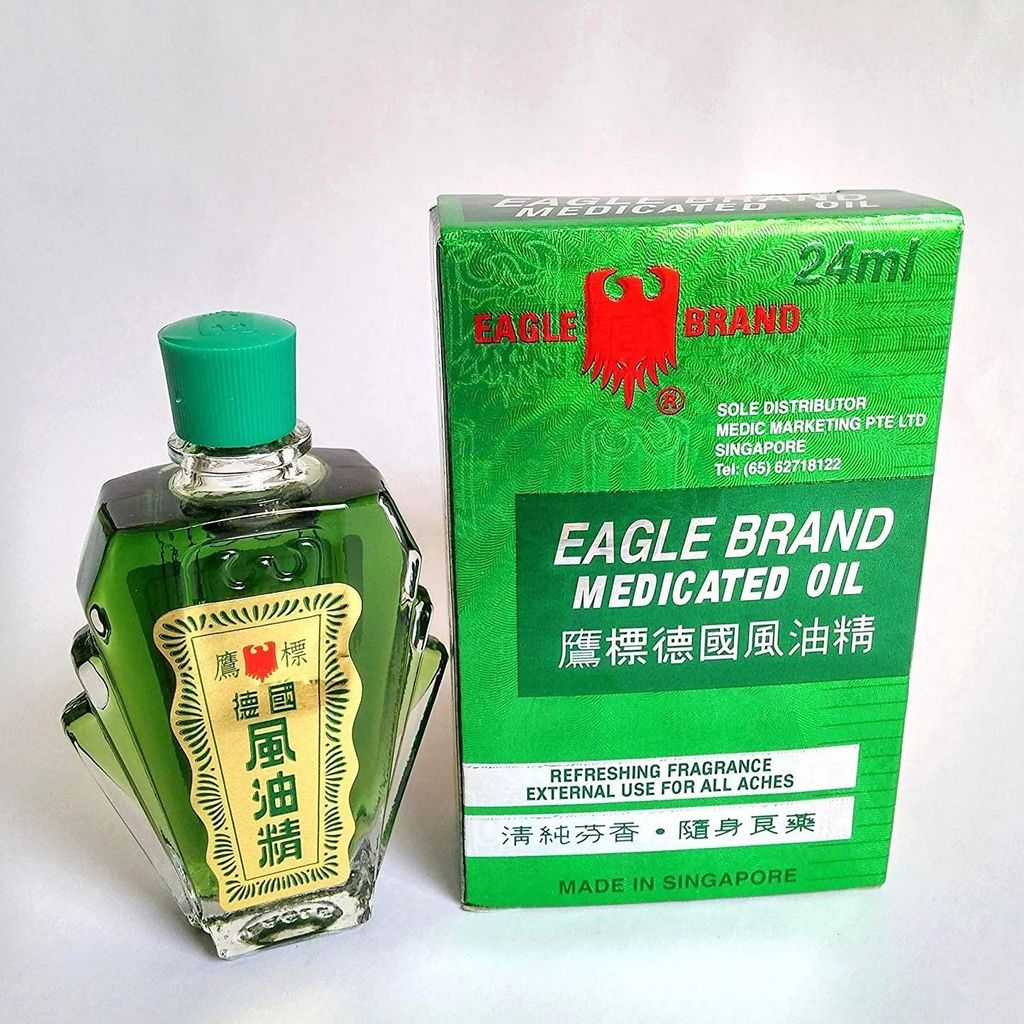 EAGLE BRAND
MEDICATED OIL
24ml
EAGLE BRAND
®
SOLE DISTRIBUTOR
MEDIC MARKETING PTE LTD
SINGAPORE
Tel: (65) 62718122
EAGLE BRAND
MEDICATED OIL
鷹標德國風油精
REFRESHING FRAGRANCE
EXTERNAL USE FOR ALL ACHES
清純芬香・隨身良藥
MADE IN SINGAPORE
鷹標
德國
風油精